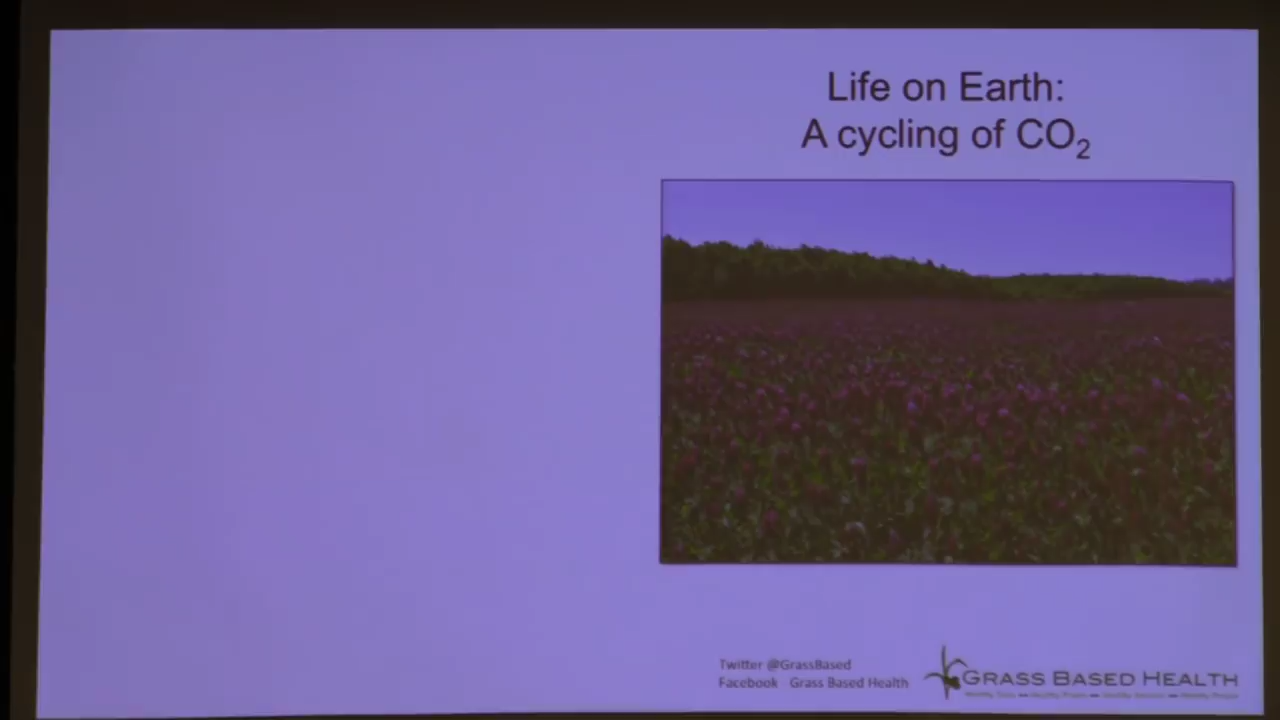 Life on Earth:
A cycling of CO₂
Twitter @GrassBased
Facebook Grass Based Health
GRASS BASED HEALTH